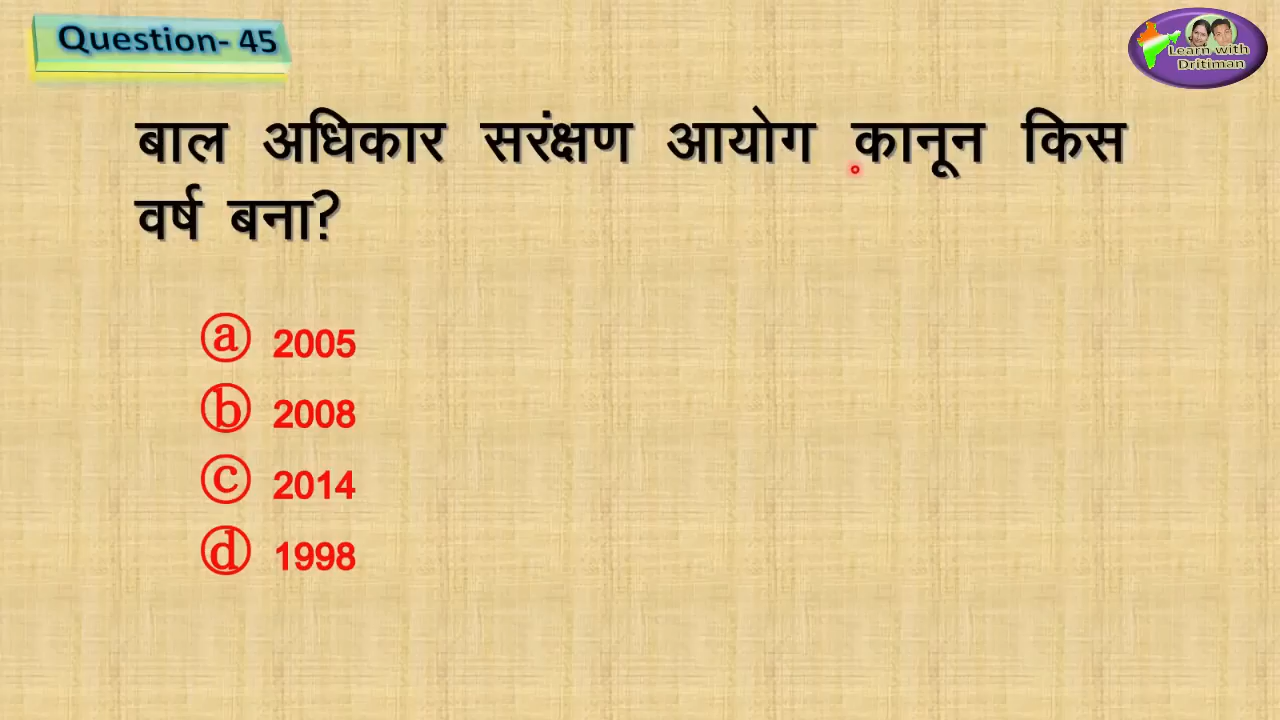 Question- 45
Learn with
Dritiman
बाल अधिकार सरंक्षण आयोग क़ानून किस
वर्ष बना?
ⓐ 2005
ⓑ 2008
ⓒ 2014
ⓓ 1998